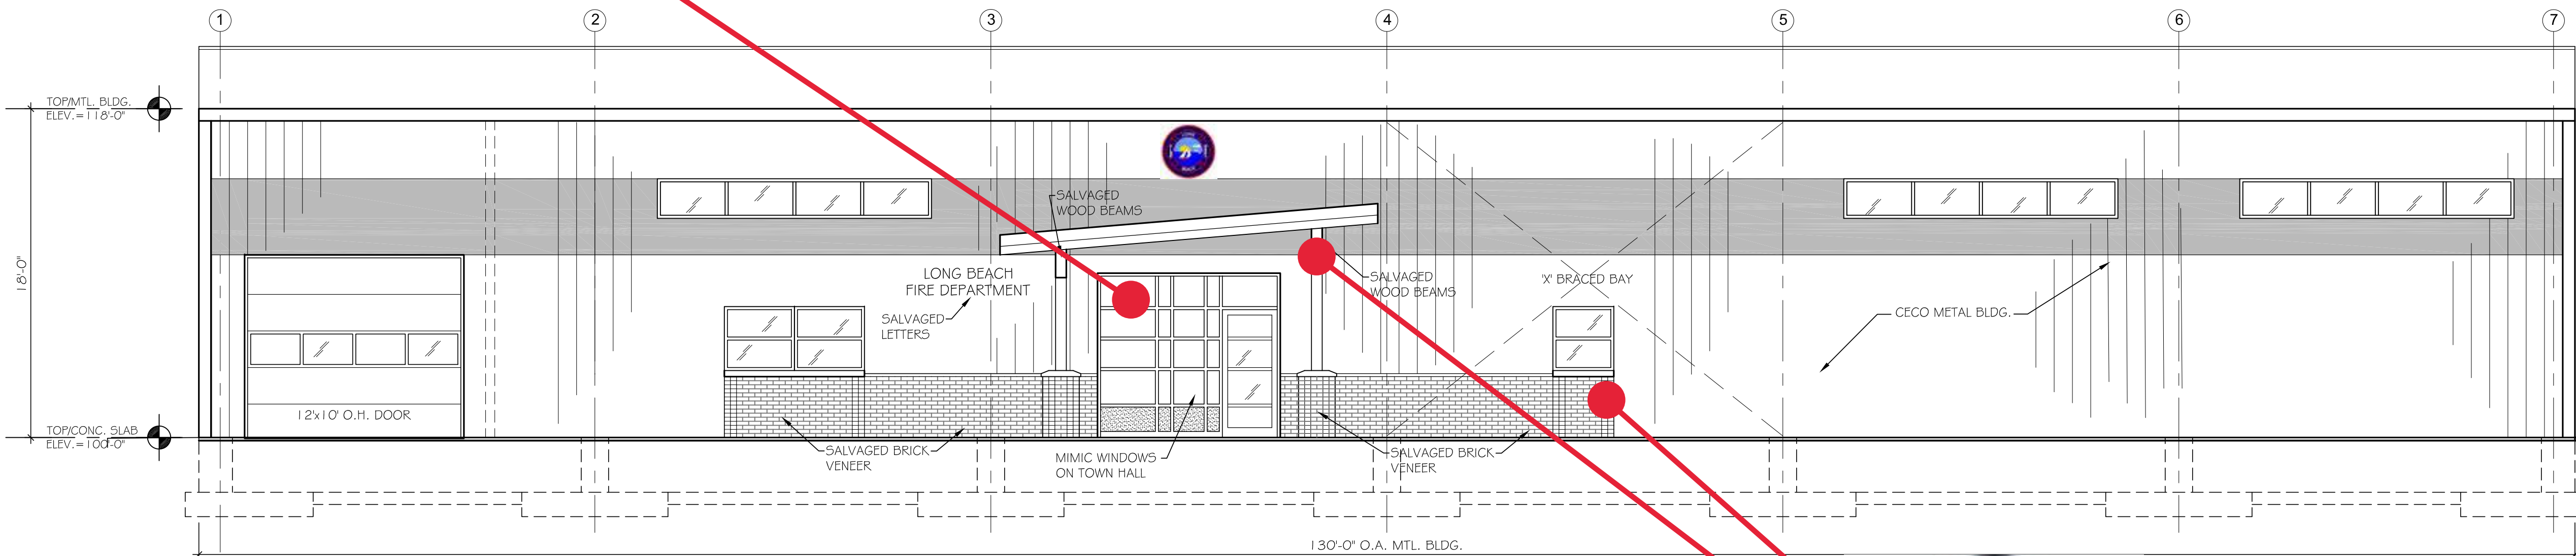 1
2
3
4
5
6
7
TOP/MTL. BLDG.
ELEV.=118'-0"
18'-0"
SALVAGED
WOOD BEAMS
LONG BEACH
FIRE DEPARTMENT
SALVAGED
LETTERS
SALVAGED
WOOD BEAMS
'X' BRACED BAY
CECO METAL BLDG.
12'x10' O.H. DOOR
TOP/CONC. SLAB
ELEV.=100'-0"
SALVAGED BRICK
VENEER
MIMIC WINDOWS
ON TOWN HALL
SALVAGED BRICK
VENEER
130'-0" O.A. MTL. BLDG.